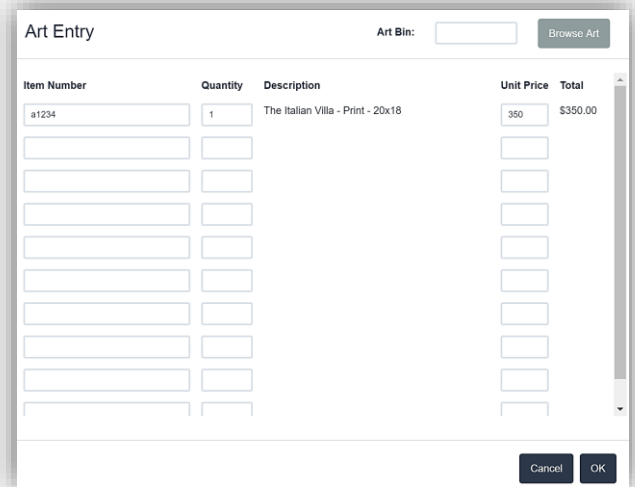 Art Entry Art Bin: Browse Art
Item Number Quantity Description Unit Price Total
a1234 1 The Italian Villa - Print - 20x18 350 $350.00
Cancel OK